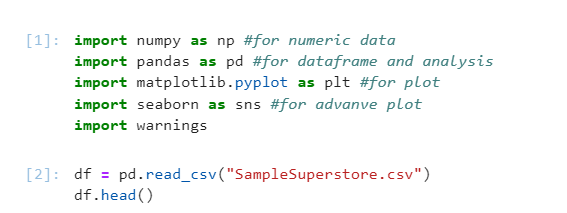 [1]: import numpy as np #for numeric data
import pandas as pd #for dataframe and analysis
import matplotlib.pyplot as plt #for plot
import seaborn as sns #for advanve plot
import warnings
[2]: df = pd.read_csv("SampleSuperstore.csv")
df.head()